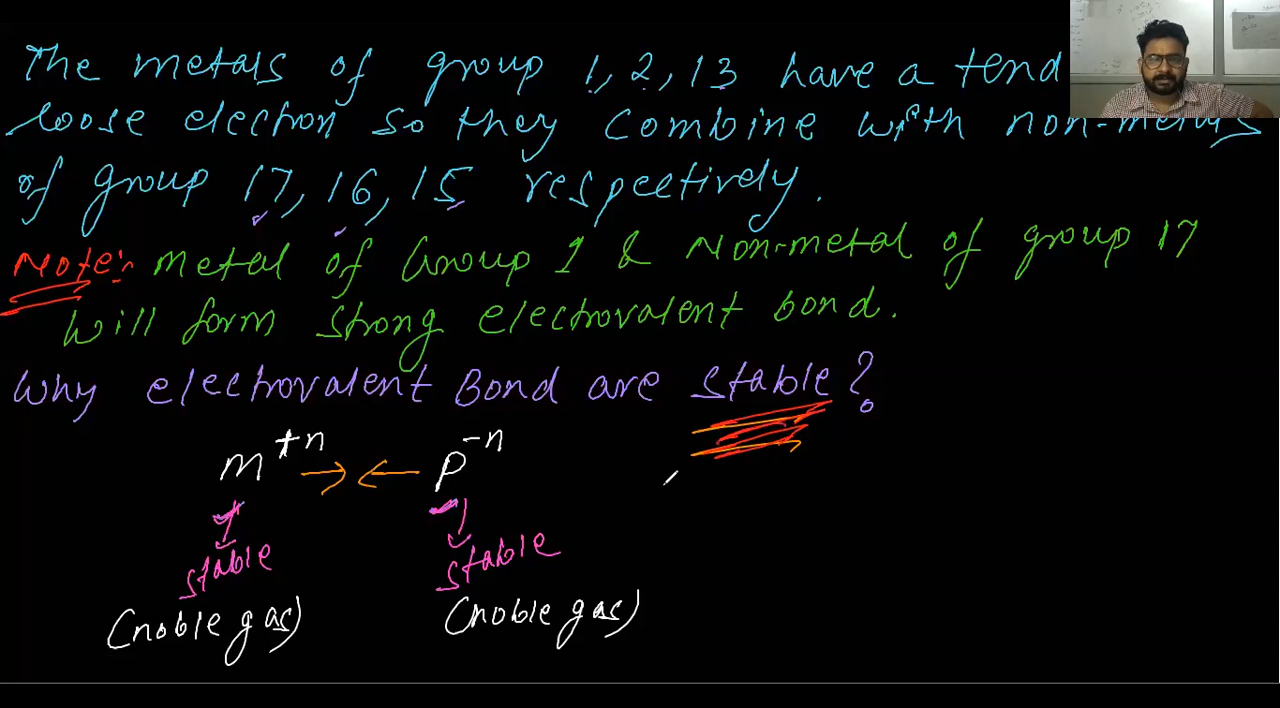 The metals of group 1, 2, 13 have a tend
loose electron so they combine with non-metals
of group 17, 16, 15 respectively.
Note:- metal of Group 1 & Non-metal of group 17
will form strong electrovalent bond.
Why electrovalent Bond are stable?
m+n → ← p-n
stable stable
(noble gas) (noble gas)